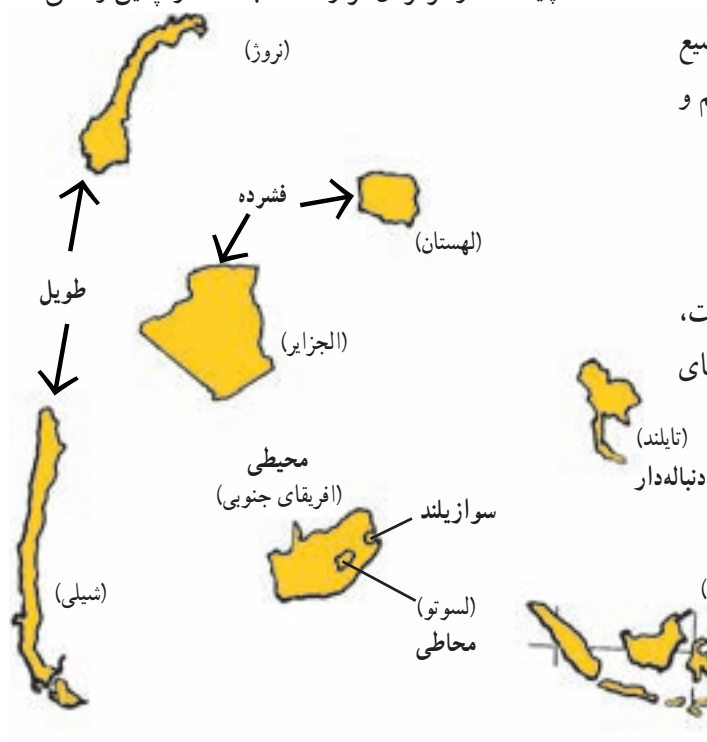 (نروژ)
فشرده
(لهستان)
طویل
(الجزایر)
(تایلند)
دنباله‌دار
محیطی
(افریقای جنوبی)
سوازیلند
(شیلی)
(لسوتو)
محاطی